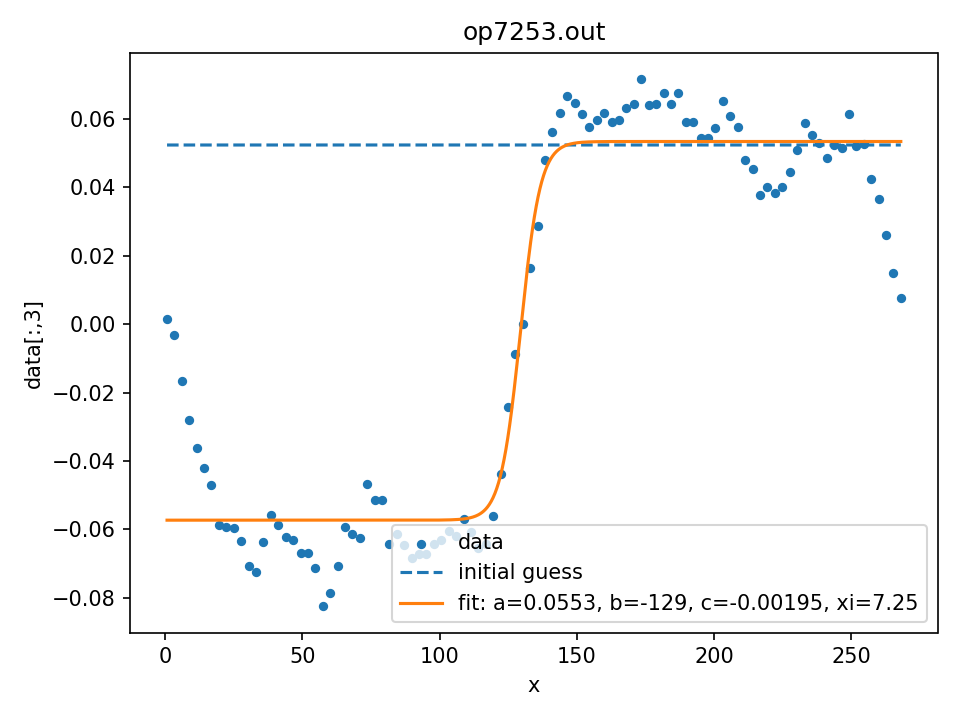 op7253.out
0.06
0.04
0.02
0.00
−0.02
−0.04
−0.06
−0.08
data[:,3]
data
initial guess
fit: a=0.0553, b=-129, c=-0.00195, xi=7.25
0 50 100 150 200 250
x